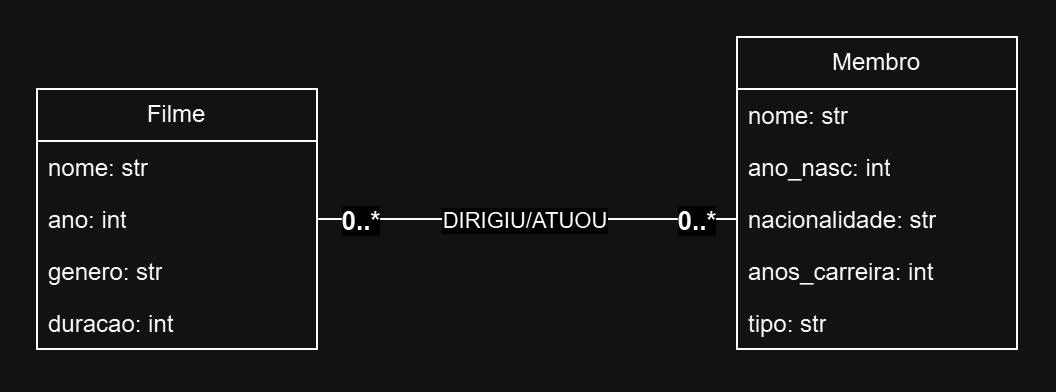 Filme
nome: str
ano: int
genero: str
duracao: int
0..*
DIRIGIU/ATUOU
0..*
Membro
nome: str
ano_nasc: int
nacionalidade: str
anos_carreira: int
tipo: str